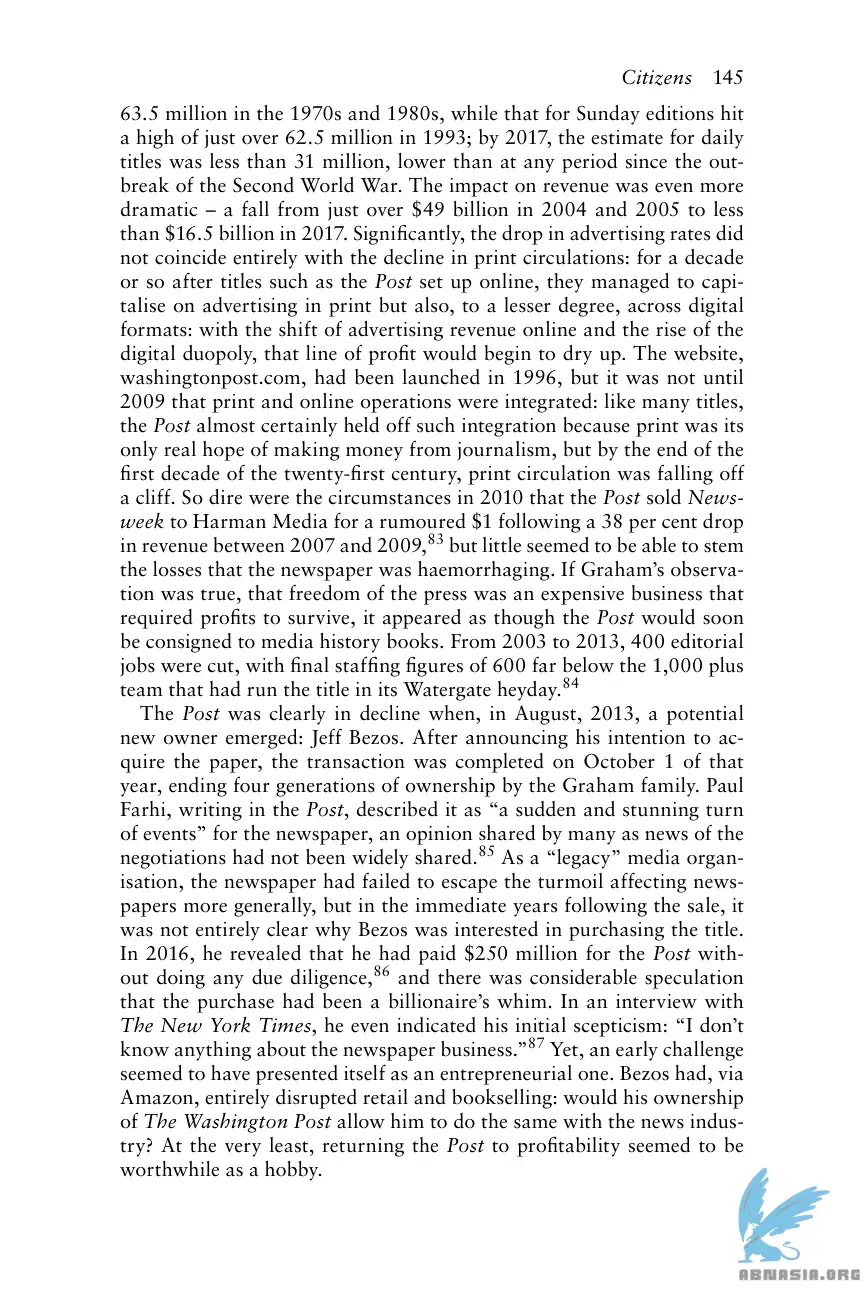 Citizens 145
63.5 million in the 1970s and 1980s, while that for Sunday editions hit
a high of just over 62.5 million in 1993; by 2017, the estimate for daily
titles was less than 31 million, lower than at any period since the out-
break of the Second World War. The impact on revenue was even more
dramatic – a fall from just over $49 billion in 2004 and 2005 to less
than $16.5 billion in 2017. Significantly, the drop in advertising rates did
not coincide entirely with the decline in print circulations: for a decade
or so after titles such as the Post set up online, they managed to capi-
talise on advertising in print but also, to a lesser degree, across digital
formats: with the shift of advertising revenue online and the rise of the
digital duopoly, that line of profit would begin to dry up. The website,
washingtonpost.com, had been launched in 1996, but it was not until
2009 that print and online operations were integrated: like many titles,
the Post almost certainly held off such integration because print was its
only real hope of making money from journalism, but by the end of the
first decade of the twenty-first century, print circulation was falling off
a cliff. So dire were the circumstances in 2010 that the Post sold News-
week to Harman Media for a rumoured $1 following a 38 per cent drop
in revenue between 2007 and 2009,83 but little seemed to be able to stem
the losses that the newspaper was haemorrhaging. If Graham's observa-
tion was true, that freedom of the press was an expensive business that
required profits to survive, it appeared as though the Post would soon
be consigned to media history books. From 2003 to 2013, 400 editorial
jobs were cut, with final staffing figures of 600 far below the 1,000 plus
team that had run the title in its Watergate heyday.84
The Post was clearly in decline when, in August, 2013, a potential
new owner emerged: Jeff Bezos. After announcing his intention to ac-
quire the paper, the transaction was completed on October 1 of that
year, ending four generations of ownership by the Graham family. Paul
Farhi, writing in the Post, described it as “a sudden and stunning turn
of events” for the newspaper, an opinion shared by many as news of the
negotiations had not been widely shared.85 As a “legacy” media organ-
isation, the newspaper had failed to escape the turmoil affecting news-
papers more generally, but in the immediate years following the sale, it
was not entirely clear why Bezos was interested in purchasing the title.
In 2016, he revealed that he had paid $250 million for the Post with-
out doing any due diligence,86 and there was considerable speculation
that the purchase had been a billionaire's whim. In an interview with
The New York Times, he even indicated his initial scepticism: “I don't
know anything about the newspaper business.”87 Yet, an early challenge
seemed to have presented itself as an entrepreneurial one. Bezos had, via
Amazon, entirely disrupted retail and bookselling: would his ownership
of The Washington Post allow him to do the same with the news indus-
try? At the very least, returning the Post to profitability seemed to be
worthwhile as a hobby.
ABNASIA.ORG